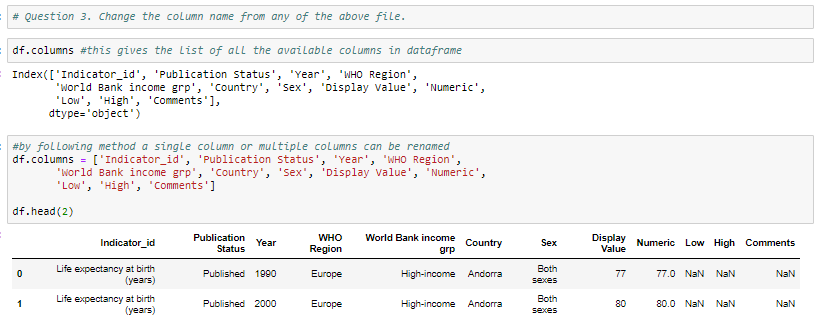 # Question 3. Change the column name from any of the above file.
df.columns #this gives the list of all the available columns in dataframe
Index(['Indicator_id', 'Publication Status', 'Year', 'WHO Region',
'World Bank income grp', 'Country', 'Sex', 'Display Value', 'Numeric',
'Low', 'High', 'Comments'],
dtype='object')
#by following method a single column or multiple columns can be renamed
df.columns = ['Indicator_id', 'Publication Status', 'Year', 'WHO Region',
'World Bank income grp', 'Country', 'Sex', 'Display Value', 'Numeric',
'Low', 'High', 'Comments']
df.head(2)
Indicator_id Publication Status Year WHO Region World Bank income grp Country Sex Display Value Numeric Low High Comments
0 Life expectancy at birth (years) Published 1990 Europe High-income Andorra Both sexes 77 77.0 NaN NaN NaN
1 Life expectancy at birth (years) Published 2000 Europe High-income Andorra Both sexes 80 80.0 NaN NaN NaN